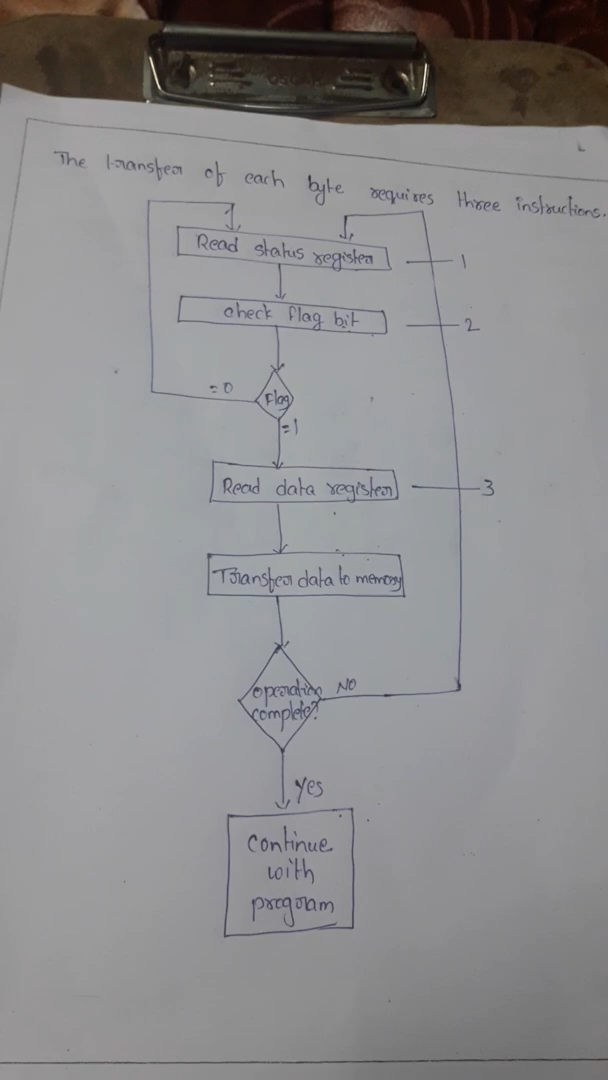 The transfer of each byte requires three instructions.
Read status register
1
check flag bit
2
=0
Flag
=1
Read data register
3
Transfer data to memory
operation
complete?
NO
Yes
continue
with
program